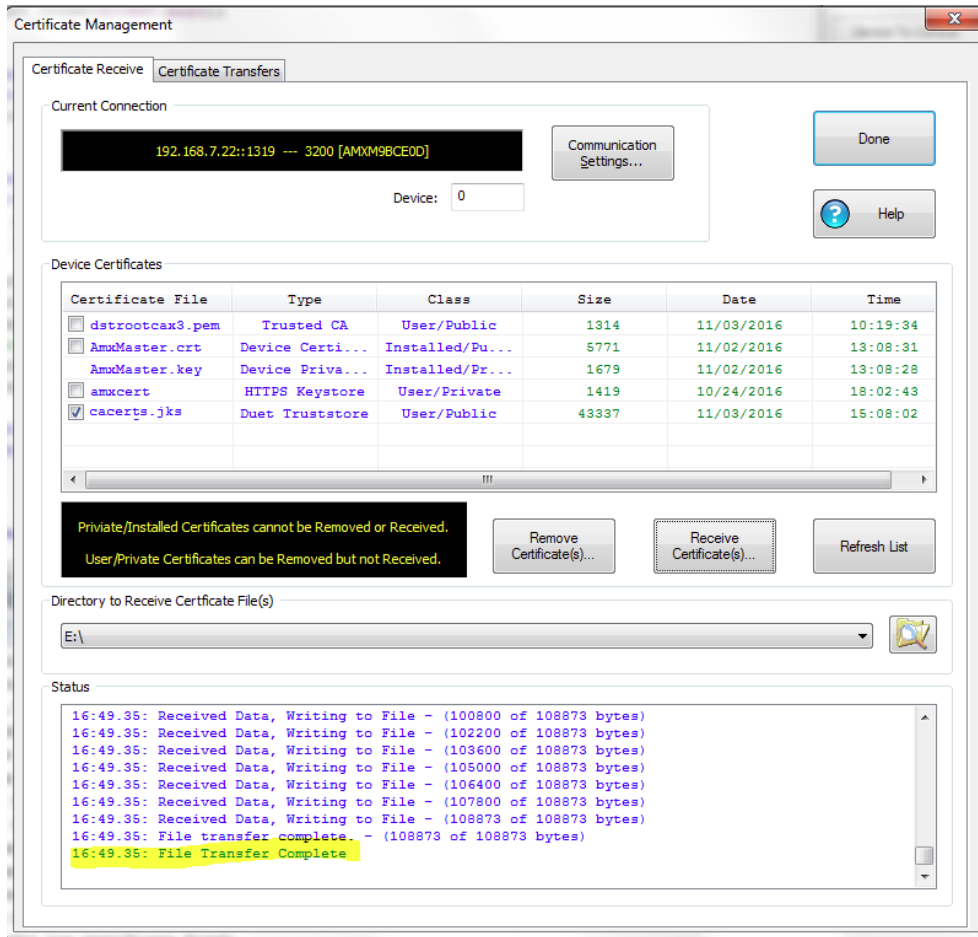 Certificate Management
Certificate Receive Certificate Transfers
Current Connection
192.168.7.22::1319 --- 3200 [AMXM9BCE0D]
Communication
Settings...
Done
Device: 0
Help
Device Certificates
Certificate File Type Class Size Date Time
dstrootcax3.pem Trusted CA User/Public 1314 11/03/2016 10:19:34
AmxMaster.crt Device Certi... Installed/Pu... 5771 11/02/2016 13:08:31
AmxMaster.key Device Priva... Installed/Pr... 1679 11/02/2016 13:08:28
amxcert HTTPS Keystore User/Private 1419 10/24/2016 18:02:43
cacerts.jks Duet Truststore User/Public 43337 11/03/2016 15:08:02
Priviate/Installed Certificates cannot be Removed or Received.
User/Private Certificates can be Removed but not Received.
Remove
Certificate(s)...
Receive
Certificate(s)...
Refresh List
Directory to Receive Certficate File(s)
E:\
Status
16:49.35: Received Data, Writing to File - (100800 of 108873 bytes)
16:49.35: Received Data, Writing to File - (102200 of 108873 bytes)
16:49.35: Received Data, Writing to File - (103600 of 108873 bytes)
16:49.35: Received Data, Writing to File - (105000 of 108873 bytes)
16:49.35: Received Data, Writing to File - (106400 of 108873 bytes)
16:49.35: Received Data, Writing to File - (107800 of 108873 bytes)
16:49.35: Received Data, Writing to File - (108873 of 108873 bytes)
16:49.35: File transfer complete. - (108873 of 108873 bytes)
16:49.35: File Transfer Complete